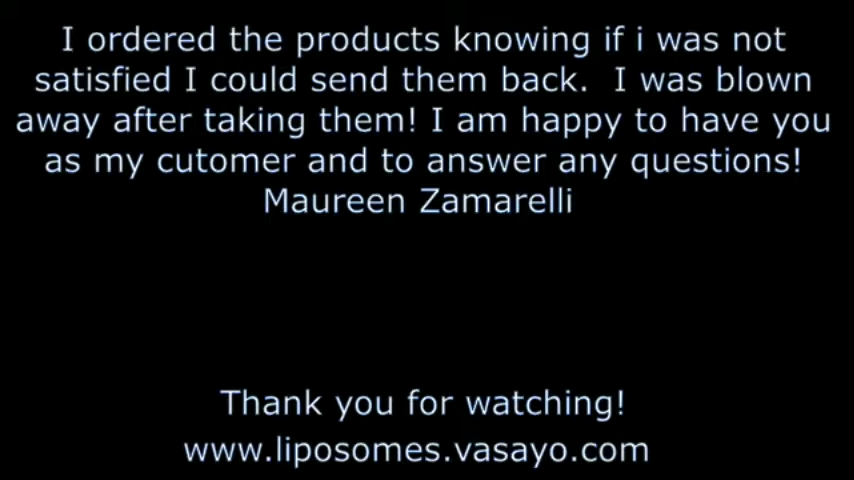 I ordered the products knowing if i was not
satisfied I could send them back.  I was blown
away after taking them! I am happy to have you
as my cutomer and to answer any questions!
Maureen Zamarelli
Thank you for watching!
www.liposomes.vasayo.com